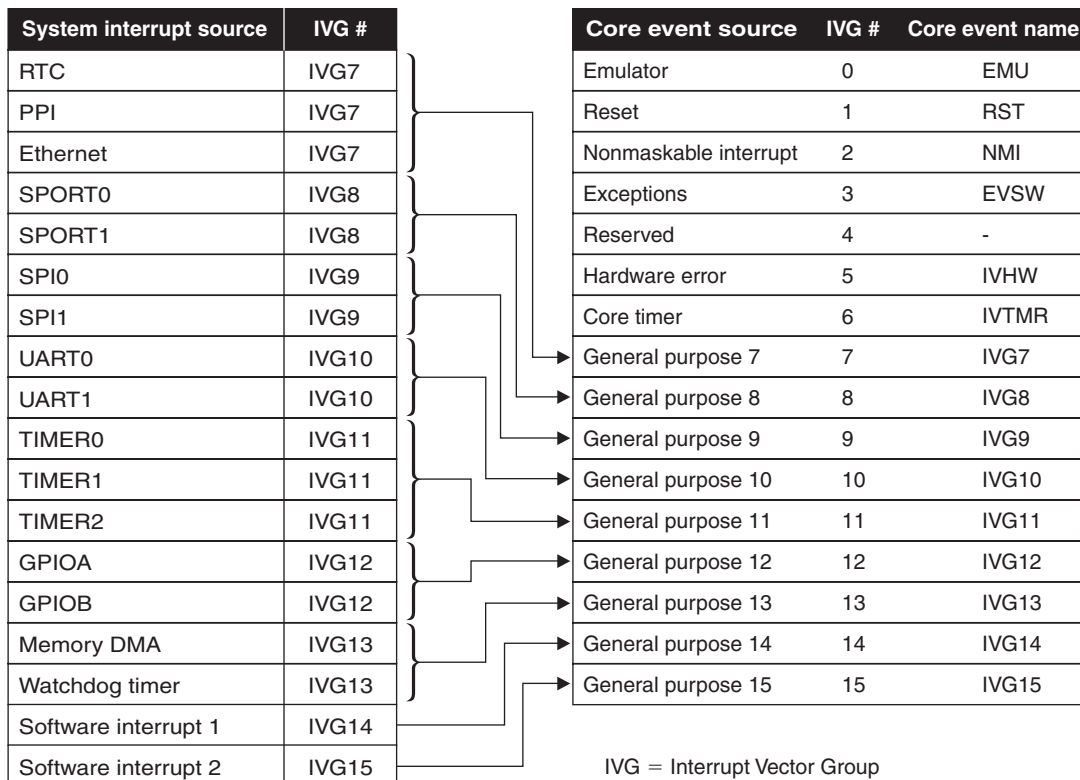 System interrupt source IVG #
RTC IVG7
PPI IVG7
Ethernet IVG7
SPORT0 IVG8
SPORT1 IVG8
SPI0 IVG9
SPI1 IVG9
UART0 IVG10
UART1 IVG10
TIMER0 IVG11
TIMER1 IVG11
TIMER2 IVG11
GPIOA IVG12
GPIOB IVG12
Memory DMA IVG13
Watchdog timer IVG13
Software interrupt 1 IVG14
Software interrupt 2 IVG15
Core event source IVG # Core event name
Emulator 0 EMU
Reset 1 RST
Nonmaskable interrupt 2 NMI
Exceptions 3 EVSW
Reserved 4 -
Hardware error 5 IVHW
Core timer 6 IVTMR
General purpose 7 7 IVG7
General purpose 8 8 IVG8
General purpose 9 9 IVG9
General purpose 10 10 IVG10
General purpose 11 11 IVG11
General purpose 12 12 IVG12
General purpose 13 13 IVG13
General purpose 14 14 IVG14
General purpose 15 15 IVG15
IVG = Interrupt Vector Group